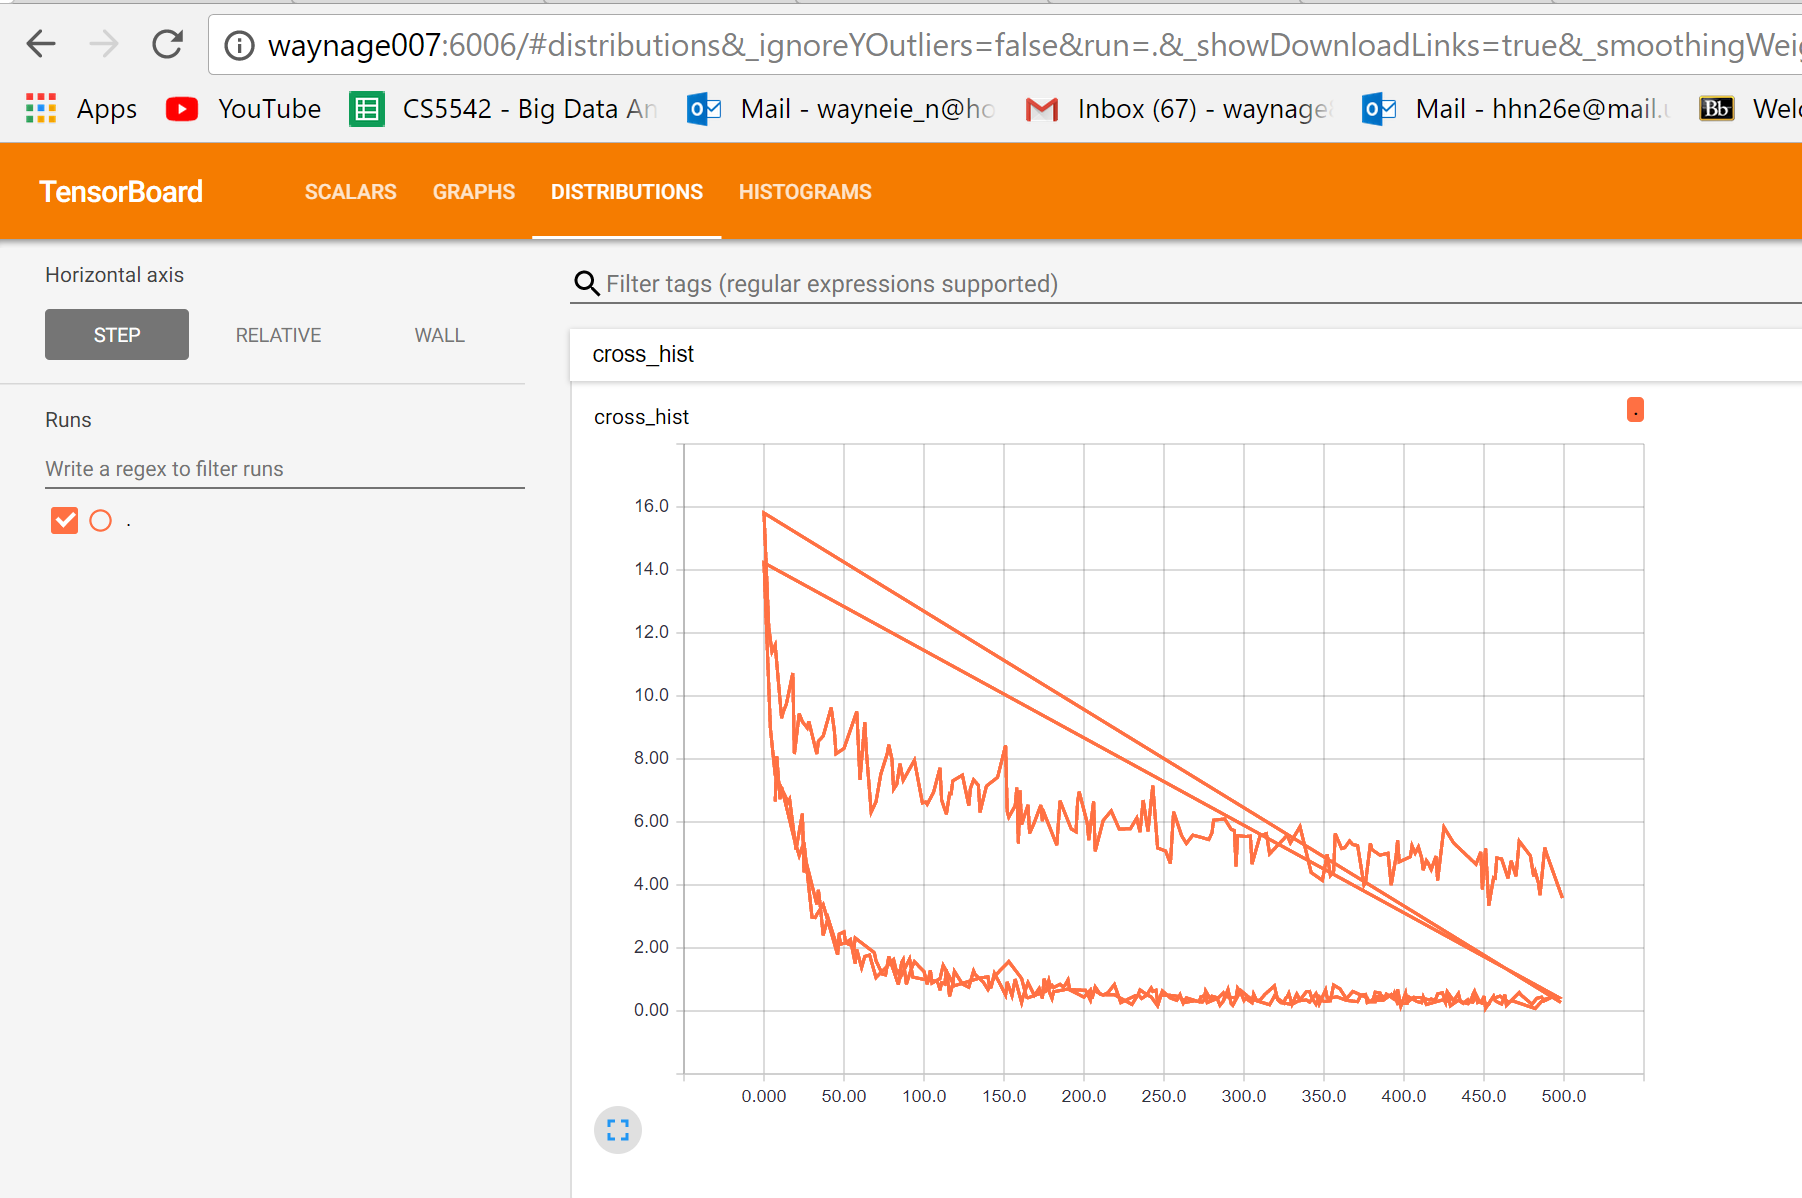 waynage007:6006/#distributions&_ignoreYOutliers=false&run=.&_showDownloadLinks=true&_smoothingWei
Apps YouTube CS5542 - Big Data An Mail - wayneie_n@ho Inbox (67) - waynage Mail - hhn26e@mail. Bb Welc
TensorBoard SCALARS GRAPHS DISTRIBUTIONS HISTOGRAMS
Horizontal axis
STEP RELATIVE WALL
Runs
Write a regex to filter runs
.
Filter tags (regular expressions supported)
cross_hist
cross_hist
.
16.0
14.0
12.0
10.0
8.00
6.00
4.00
2.00
0.00
0.000 50.00 100.0 150.0 200.0 250.0 300.0 350.0 400.0 450.0 500.0